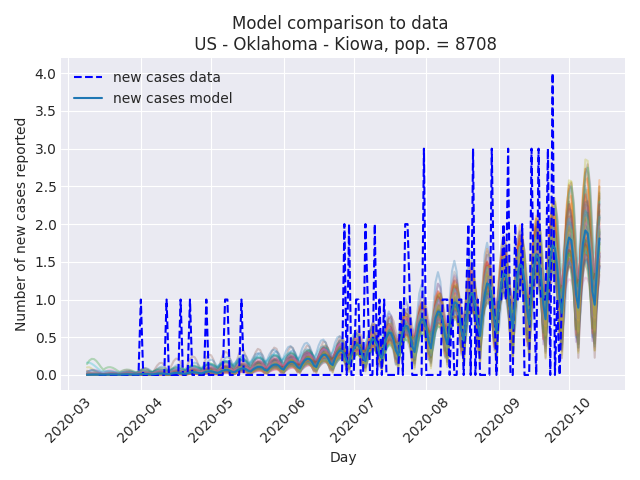 Model comparison to data
US - Oklahoma - Kiowa, pop. = 8708
new cases data
new cases model
Number of new cases reported
4.0
3.5
3.0
2.5
2.0
1.5
1.0
0.5
0.0
2020-03
2020-04
2020-05
2020-06
2020-07
2020-08
2020-09
2020-10
Day